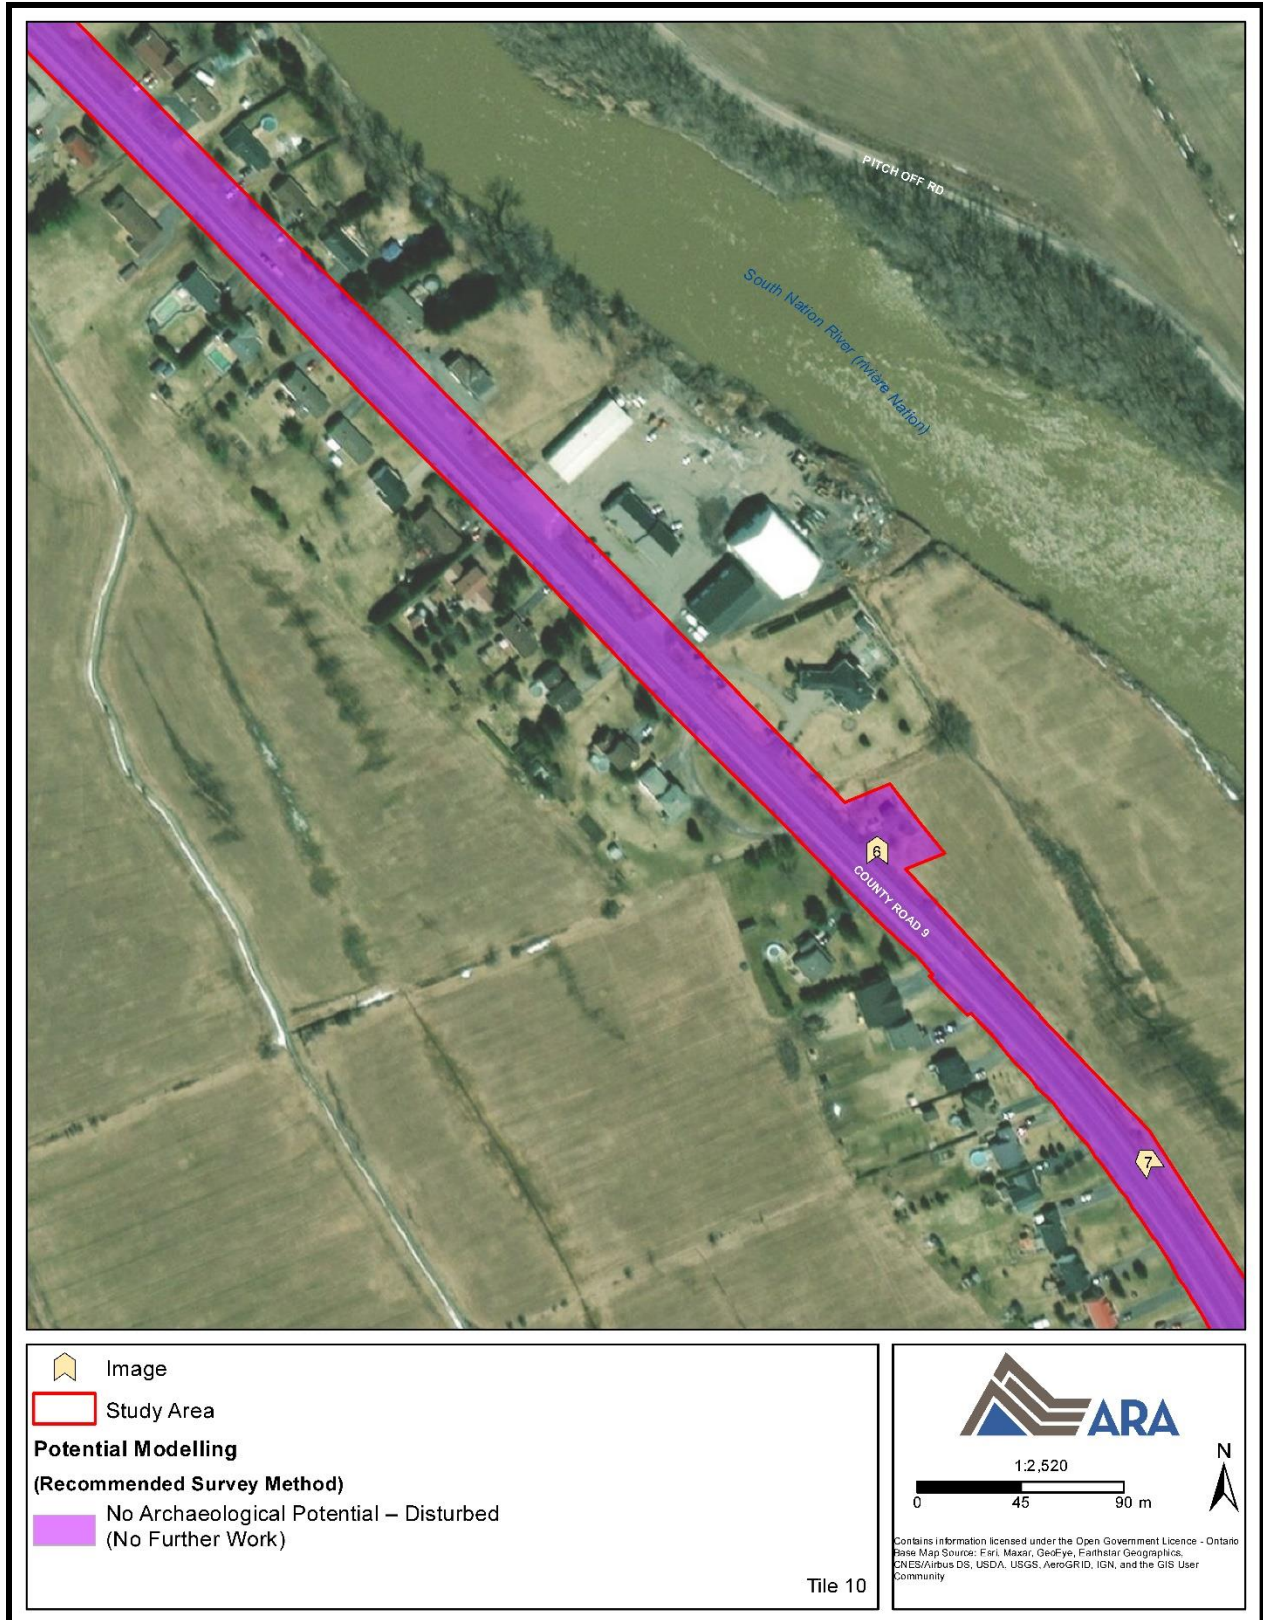 PITCH OFF RD
South Nation River (rivière Nation)
6
COUNTY ROAD 9
7
Image
Study Area
Potential Modelling
(Recommended Survey Method)
No Archaeological Potential – Disturbed
(No Further Work)
Tile 10
ARA
N
1:2,520
0 45 90 m
Contains information licensed under the Open Government Licence - Ontario
Base Map Source: Esri, Maxar, GeoEye, Earthstar Geographics,
CNES/Airbus DS, USDA, USGS, AeroGRID, IGN, and the GIS User
Community